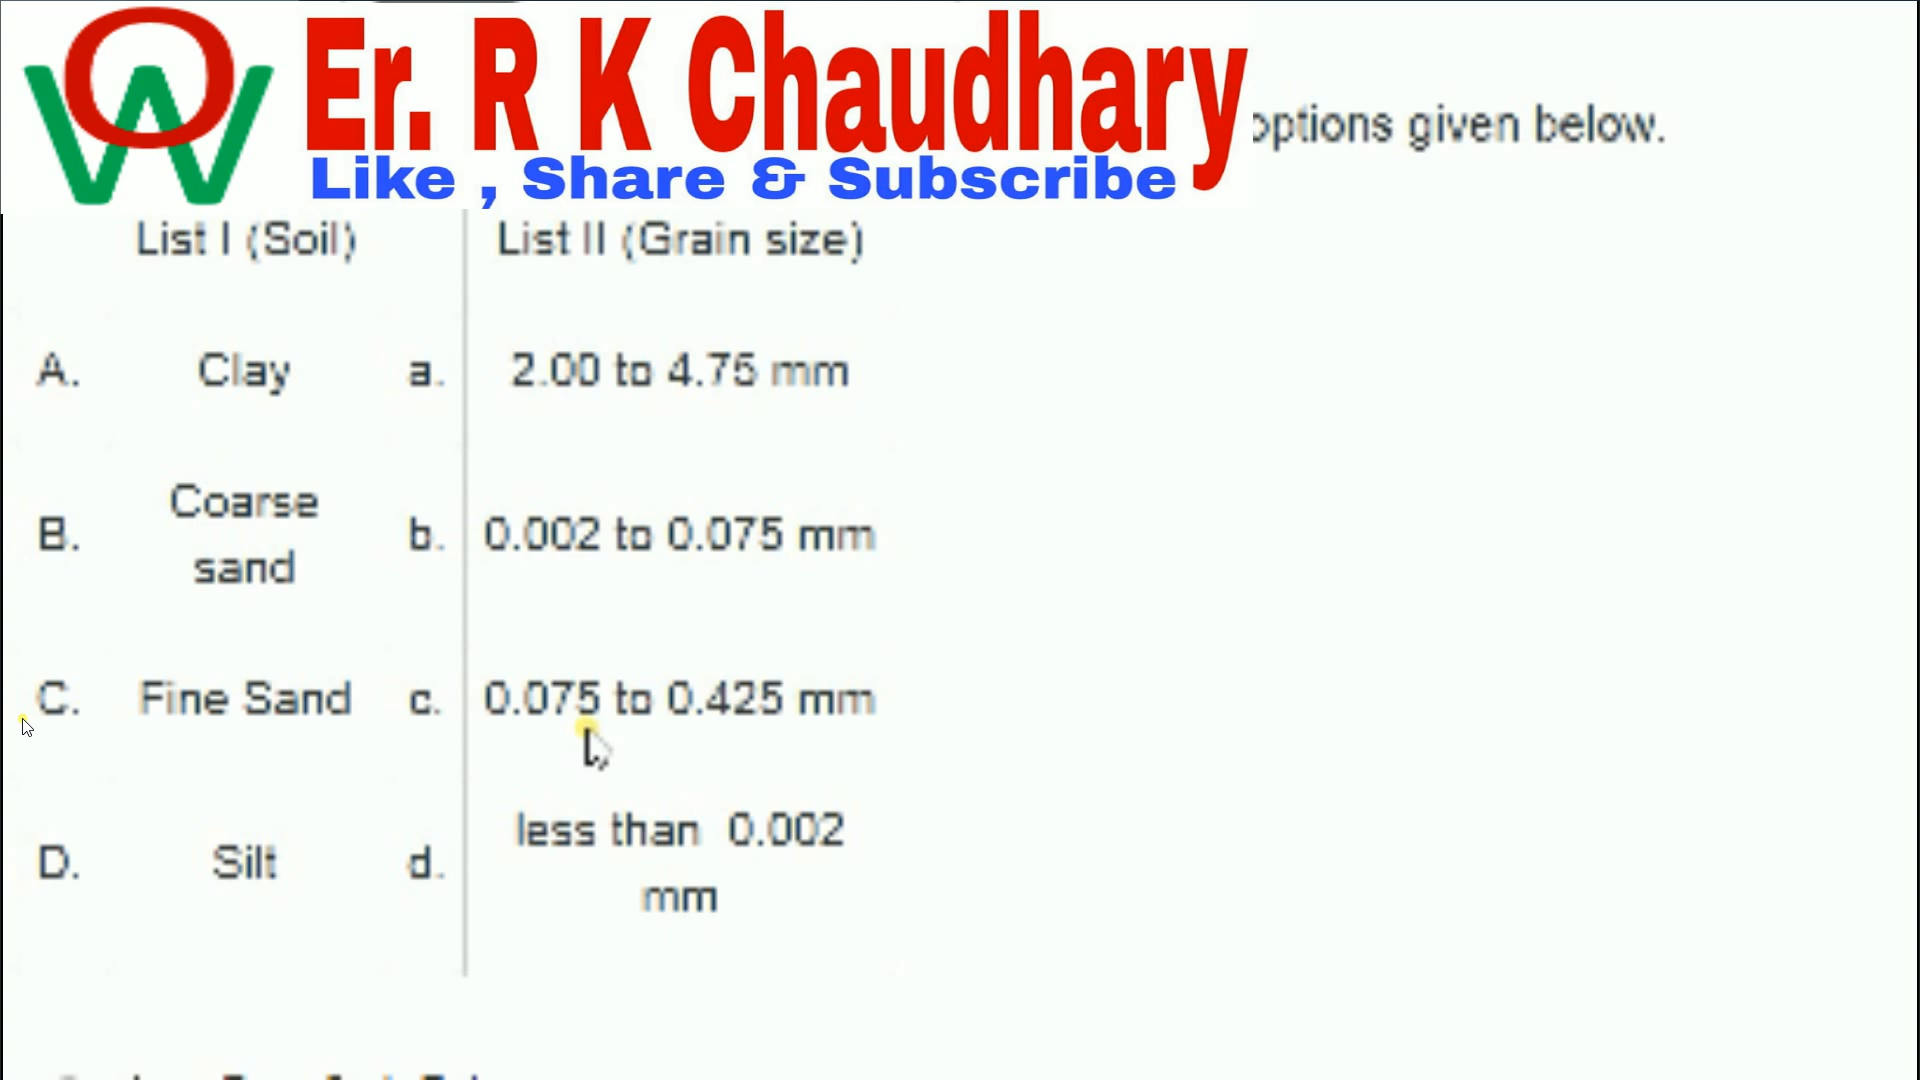 Er. R K Chaudhary
Like , Share & Subscribe
options given below.
List I (Soil) List II (Grain size)
A. Clay a. 2.00 to 4.75 mm
B. Coarse sand b. 0.002 to 0.075 mm
C. Fine Sand c. 0.075 to 0.425 mm
D. Silt d. less than 0.002 mm